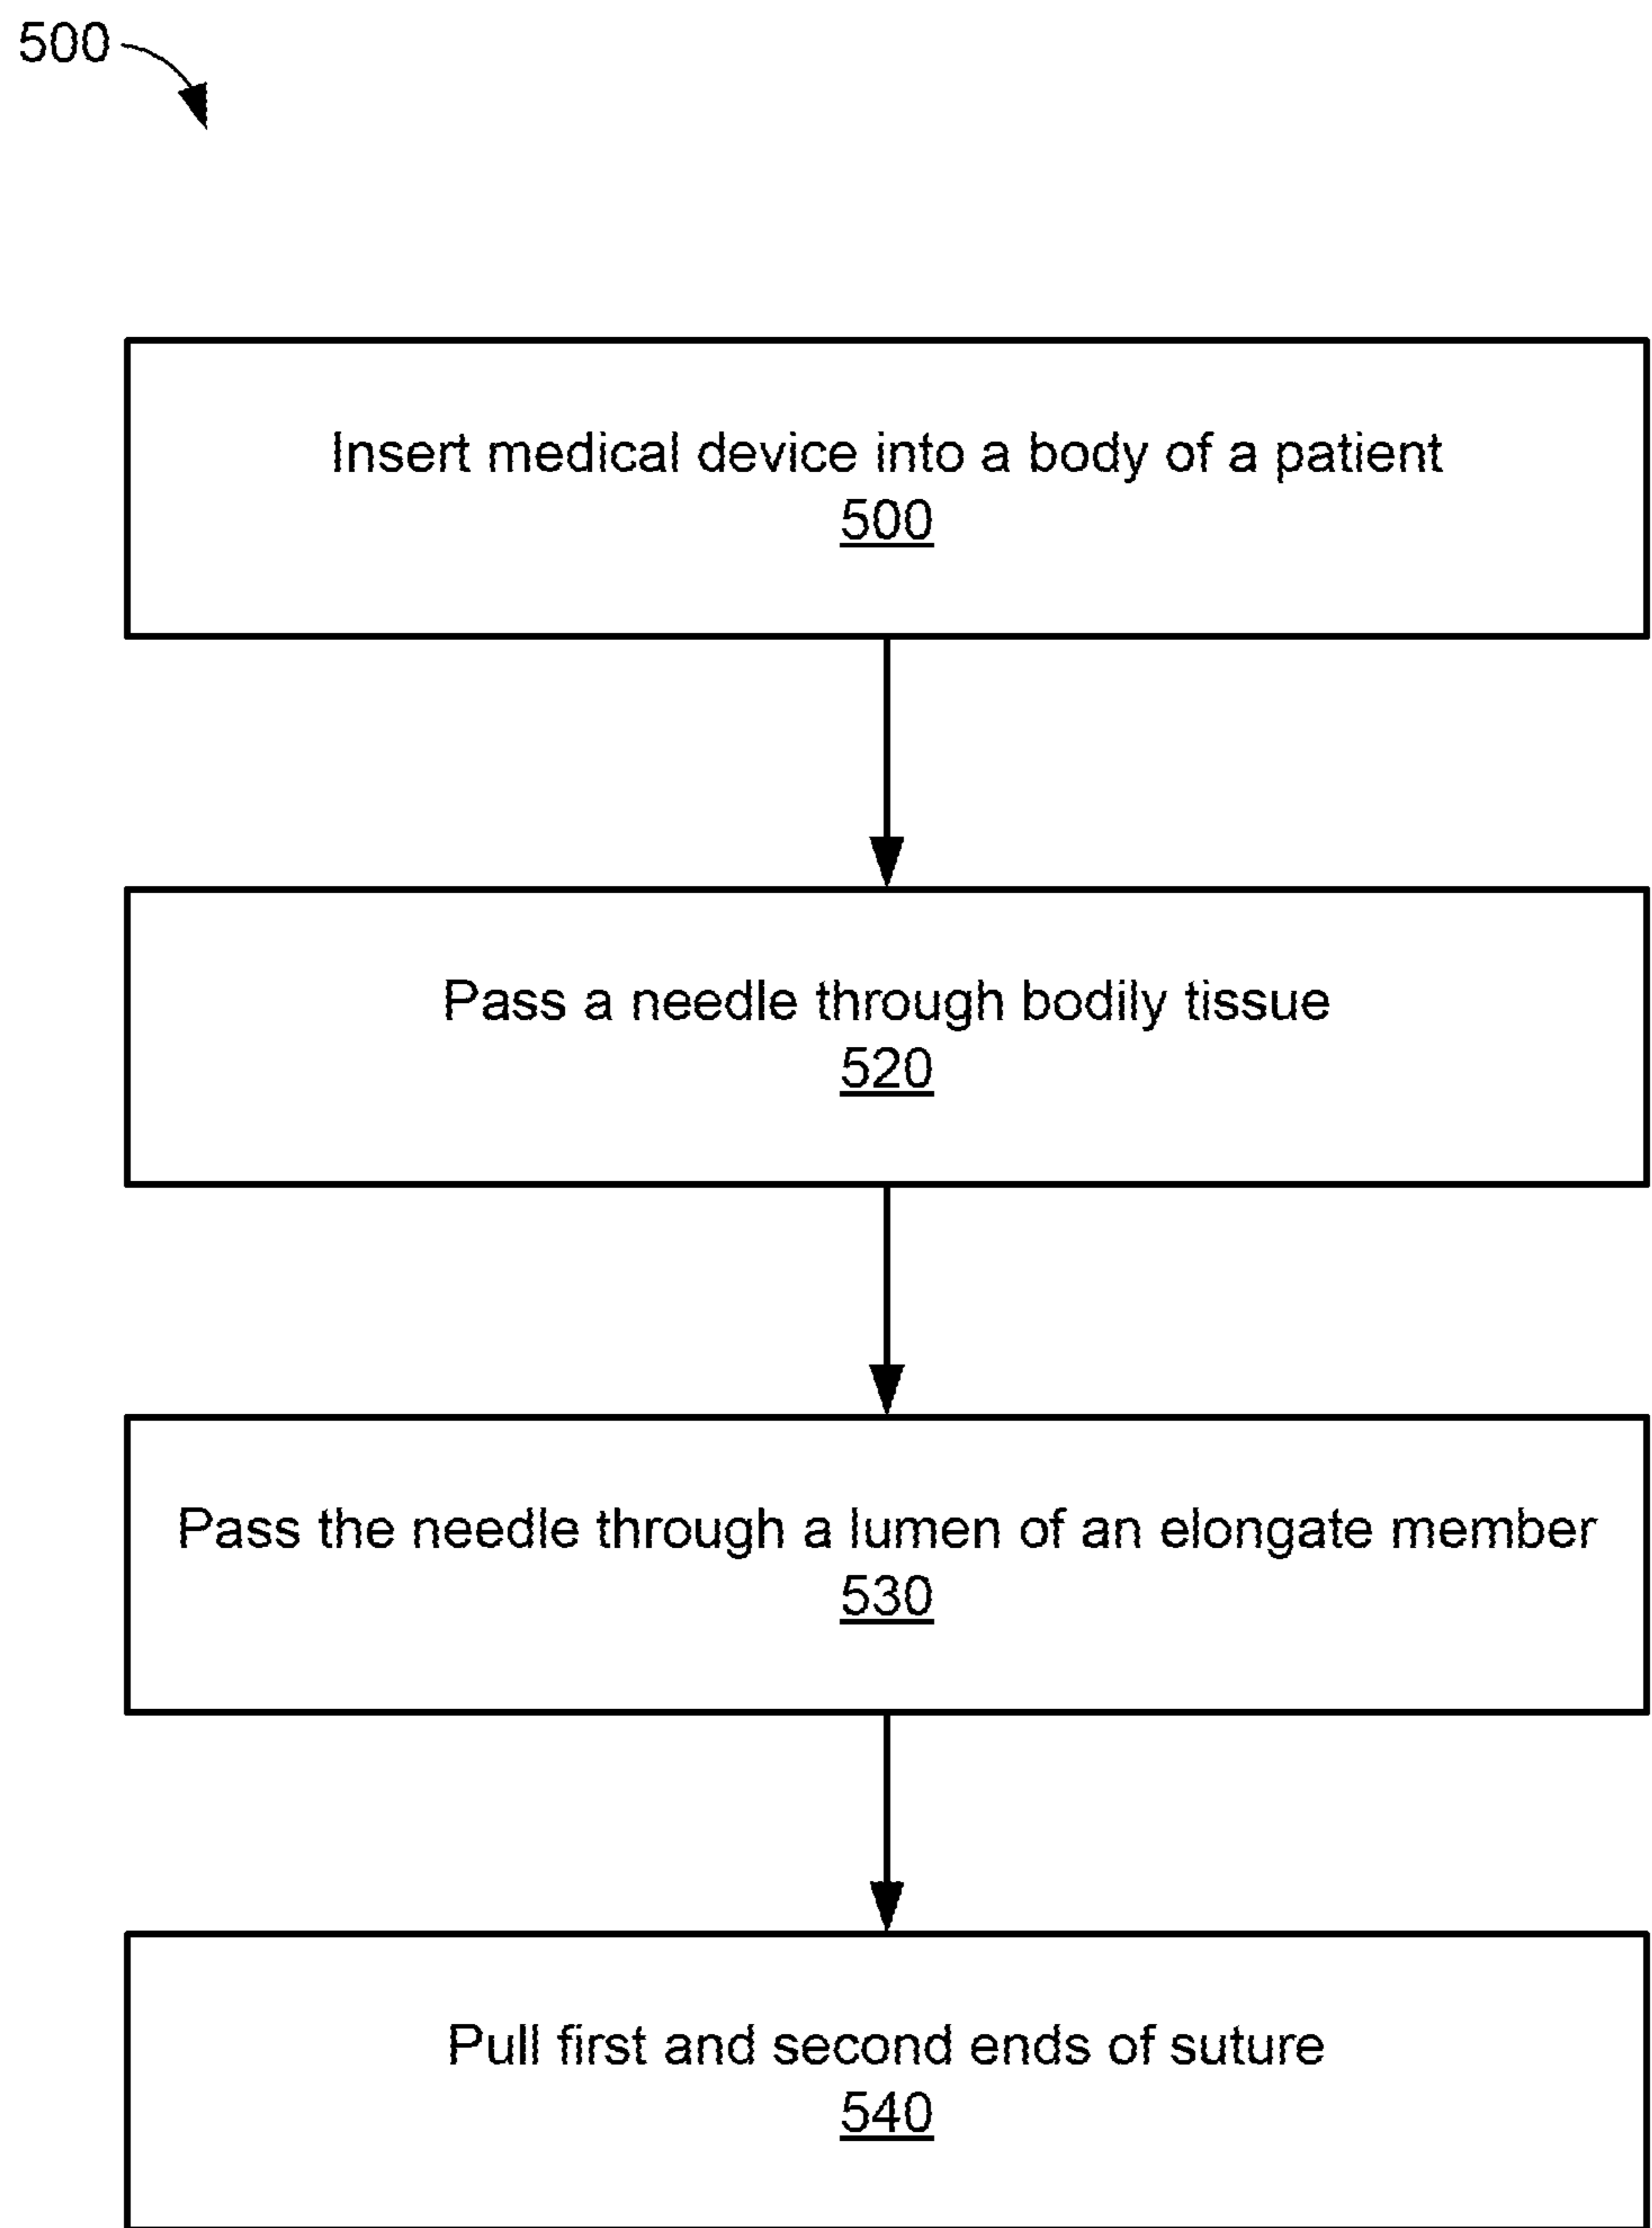 500
Insert medical device into a body of a patient
500
Pass a needle through bodily tissue
520
Pass the needle through a lumen of an elongate member
530
Pull first and second ends of suture
540